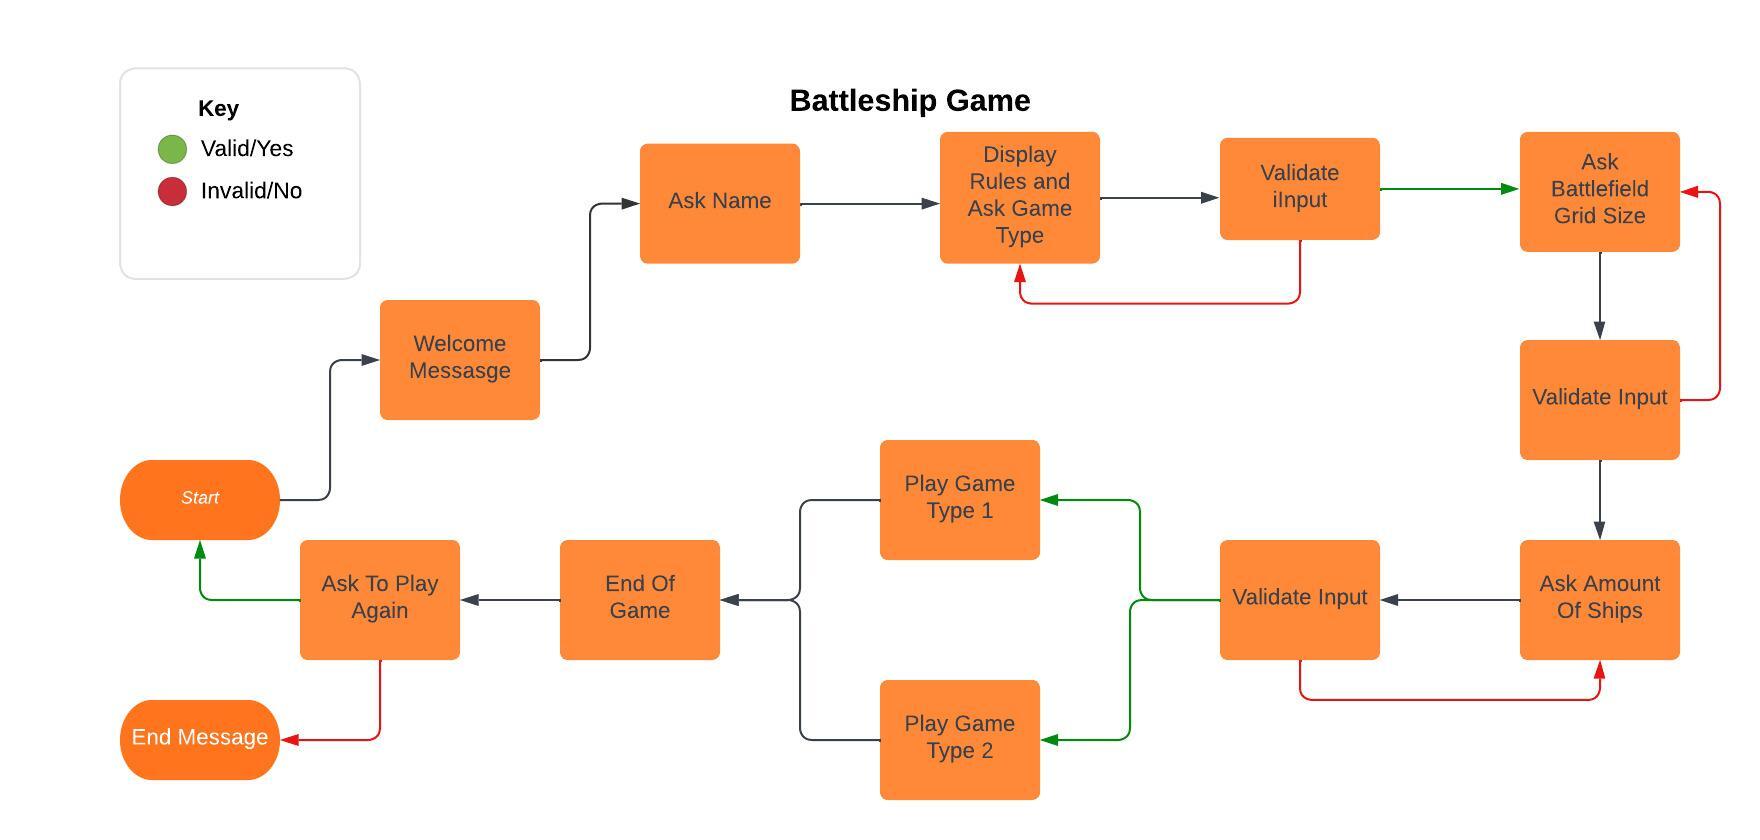 Battleship Game
Key
Valid/Yes
Invalid/No
Start
Welcome
Messasge
Ask Name
Display
Rules and
Ask Game
Type
Validate
iInput
Ask
Battlefield
Grid Size
Validate Input
Ask Amount
Of Ships
Validate Input
Play Game
Type 1
Play Game
Type 2
End Of
Game
Ask To Play
Again
End Message